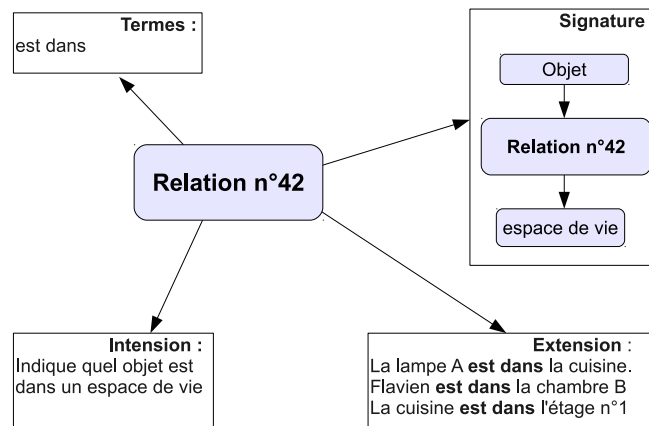 Termes :
est dans
Signature
Objet
Relation n°42
espace de vie
Relation n°42
Intension :
Indique quel objet est
dans un espace de vie
Extension :
La lampe A est dans la cuisine.
Flavien est dans la chambre B
La cuisine est dans l'étage n°1